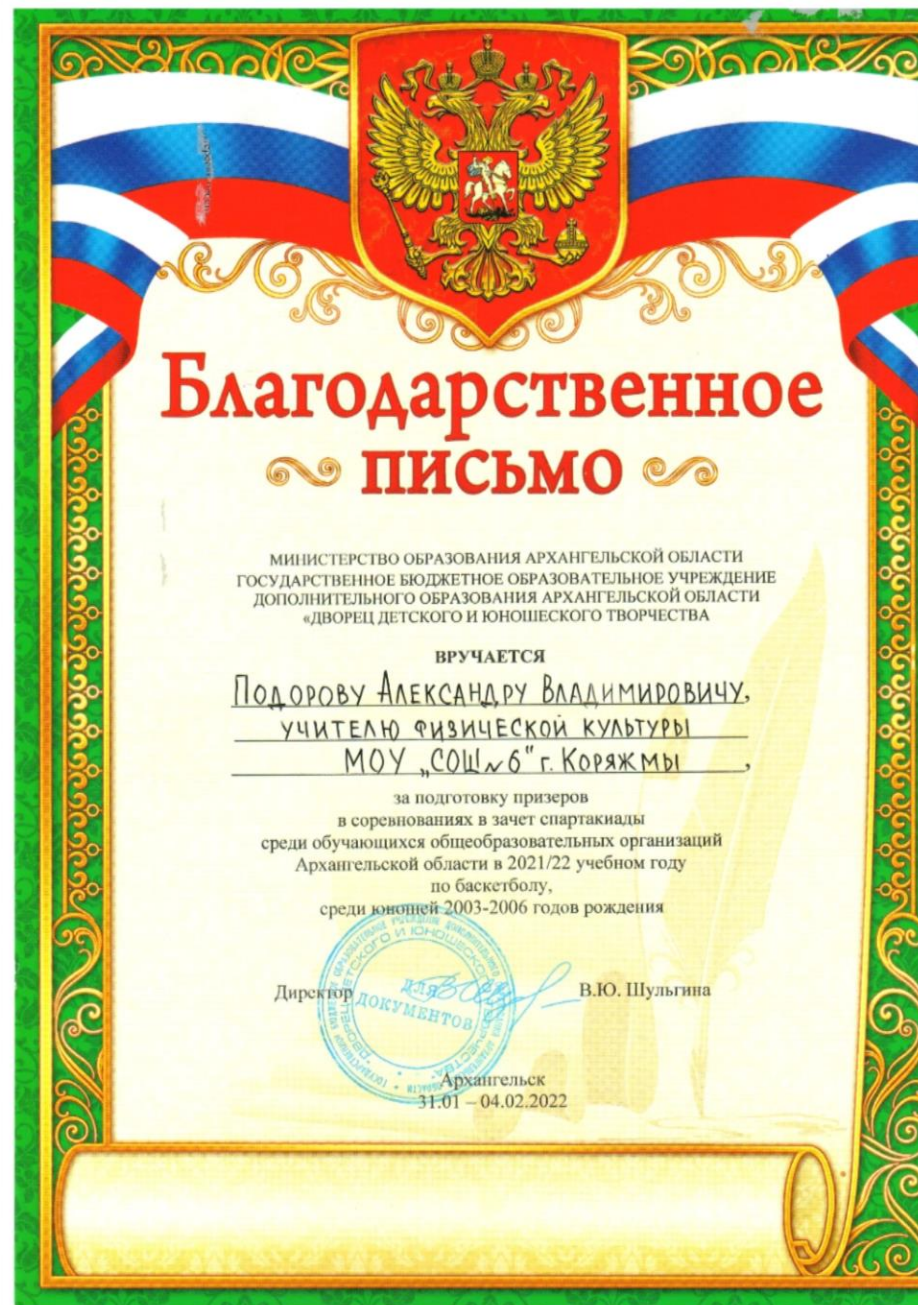 Благодарственное
письмо
МИНИСТЕРСТВО ОБРАЗОВАНИЯ АРХАНГЕЛЬСКОЙ ОБЛАСТИ
ГОСУДАРСТВЕННОЕ БЮДЖЕТНОЕ ОБРАЗОВАТЕЛЬНОЕ УЧРЕЖДЕНИЕ
ДОПОЛНИТЕЛЬНОГО ОБРАЗОВАНИЯ АРХАНГЕЛЬСКОЙ ОБЛАСТИ
«ДВОРЕЦ ДЕТСКОГО И ЮНОШЕСКОГО ТВОРЧЕСТВА
ВРУЧАЕТСЯ
Подорову Александру Владимировичу,
учителю физической культуры
МОУ „СОШ №6" г. Коряжмы,
за подготовку призеров
в соревнованиях в зачет спартакиады
среди обучающихся общеобразовательных организаций
Архангельской области в 2021/22 учебном году
по баскетболу,
среди юношей 2003-2006 годов рождения
Директор В.Ю. Шульгина
ДЛЯ
ДОКУМЕНТОВ
Архангельск
31.01 – 04.02.2022